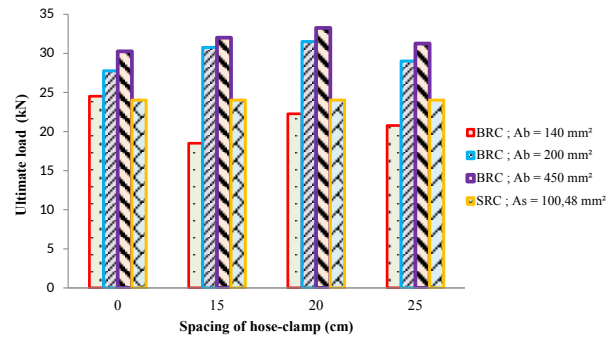 35
30
25
20
15
10
5
0
Ultimate load (kN)
0 15 20 25
Spacing of hose-clamp (cm)
BRC ; Ab = 140 mm²
BRC ; Ab = 200 mm²
BRC ; Ab = 450 mm²
SRC ; As = 100,48 mm²